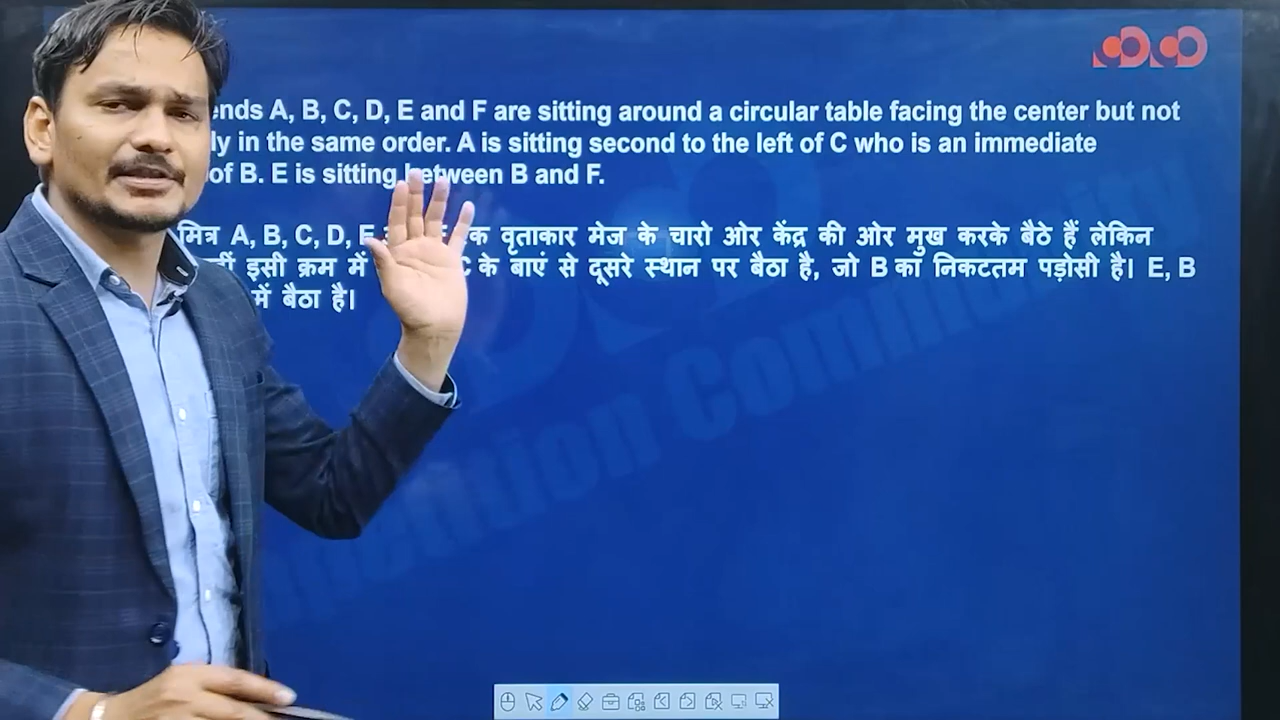 ends A, B, C, D, E and F are sitting around a circular table facing the center but not
ly in the same order. A is sitting second to the left of C who is an immediate
of B. E is sitting between B and F.
मित्र A, B, C, D, E वृताकार मेज के चारो ओर केंद्र की ओर मुख करके बैठे हैं लेकिन
इसी क्रम में C के बाएं से दूसरे स्थान पर बैठा है, जो B का निकटतम पड़ोसी है। E, B
में बैठा है।
Community